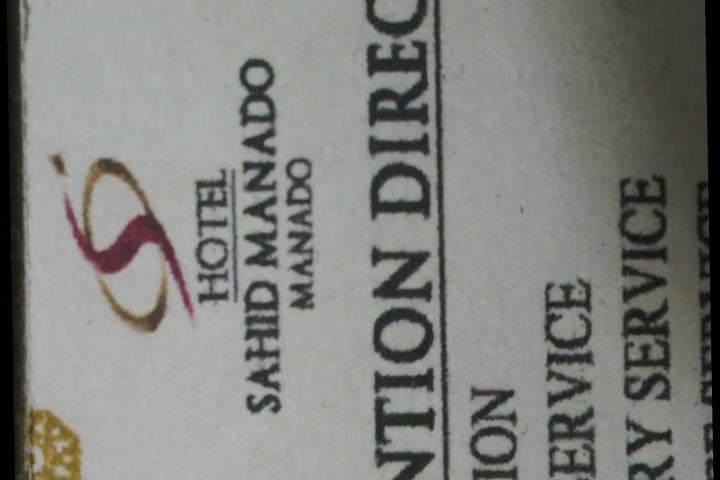 HOTEL
SAHID MANADO
MANADO
NTION DIREC
ION
ERVICE
RY SERVICE